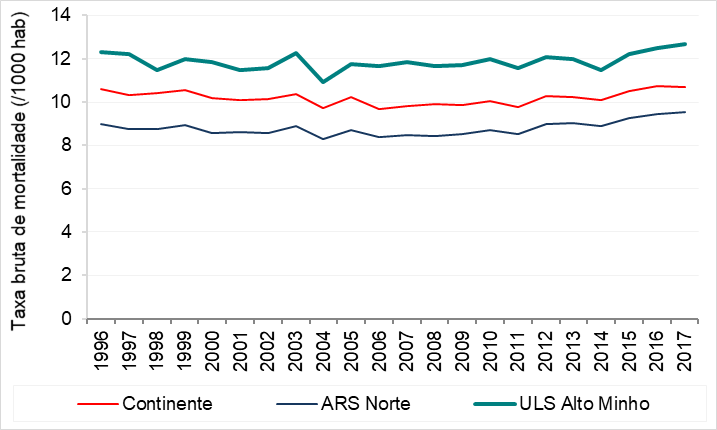 Taxa bruta de mortalidade (/1000 hab)
14
12
10
8
6
4
2
0
1996 1997 1998 1999 2000 2001 2002 2003 2004 2005 2006 2007 2008 2009 2010 2011 2012 2013 2014 2015 2016 2017
Continente ARS Norte ULS Alto Minho